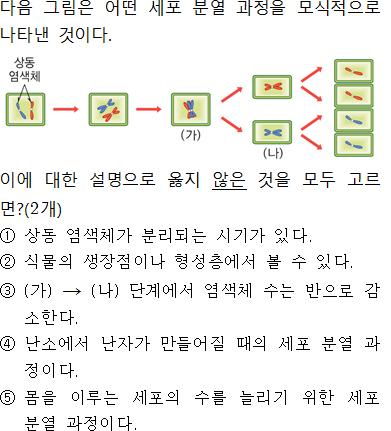 다음 그림은 어떤 세포 분열 과정을 모식적으로
나타낸 것이다.
상동
염색체
(가)
(나)
이에 대한 설명으로 옳지 않은 것을 모두 고르
면?(2개)
① 상동 염색체가 분리되는 시기가 있다.
② 식물의 생장점이나 형성층에서 볼 수 있다.
③ (가) → (나) 단계에서 염색체 수는 반으로 감
소한다.
④ 난소에서 난자가 만들어질 때의 세포 분열 과
정이다.
⑤ 몸을 이루는 세포의 수를 늘리기 위한 세포
분열 과정이다.